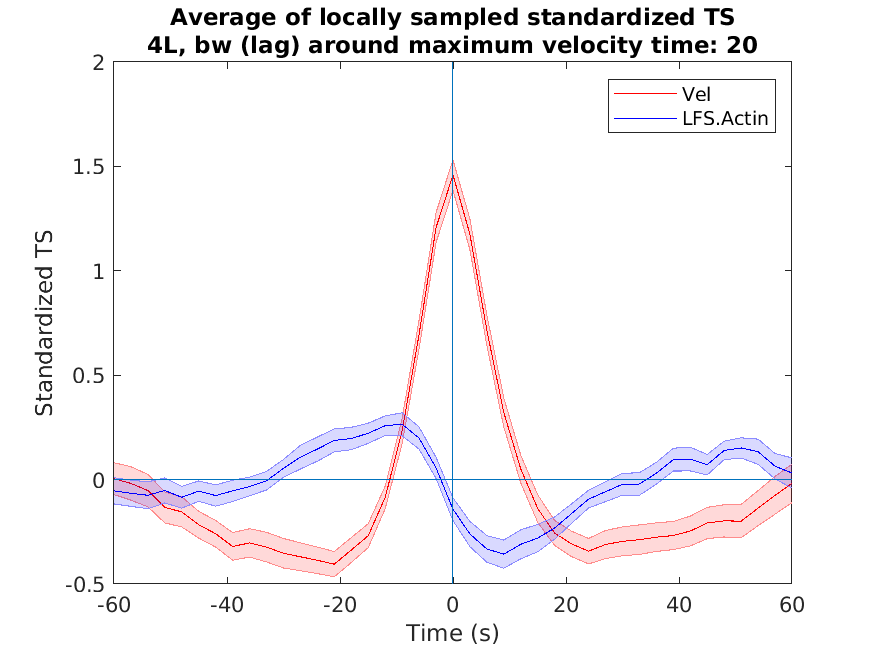 Average of locally sampled standardized TS
4L, bw (lag) around maximum velocity time: 20
2
1.5
1
0.5
0
-0.5
Standardized TS
Vel
LFS.Actin
-60
-40
-20
0
20
40
60
Time (s)